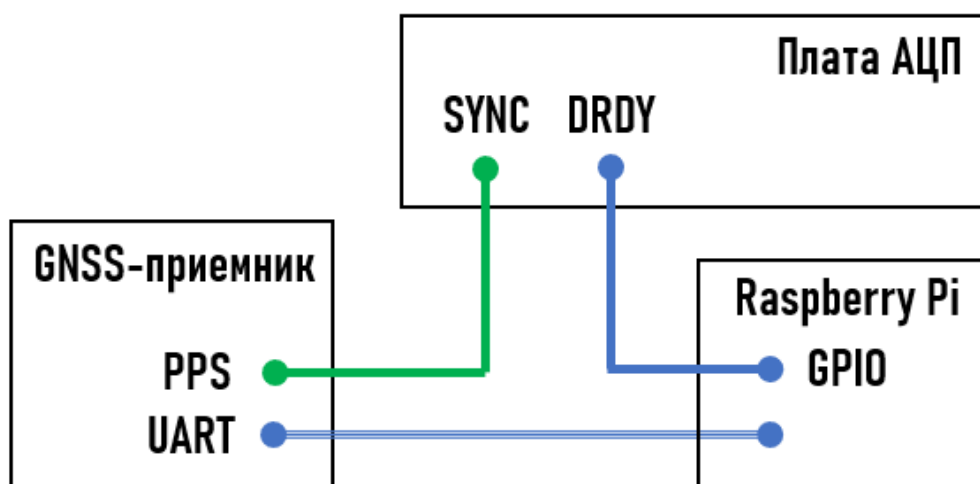 Плата АЦП
SYNC DRDY
GNSS-приемник
Raspberry Pi
PPS
GPIO
UART